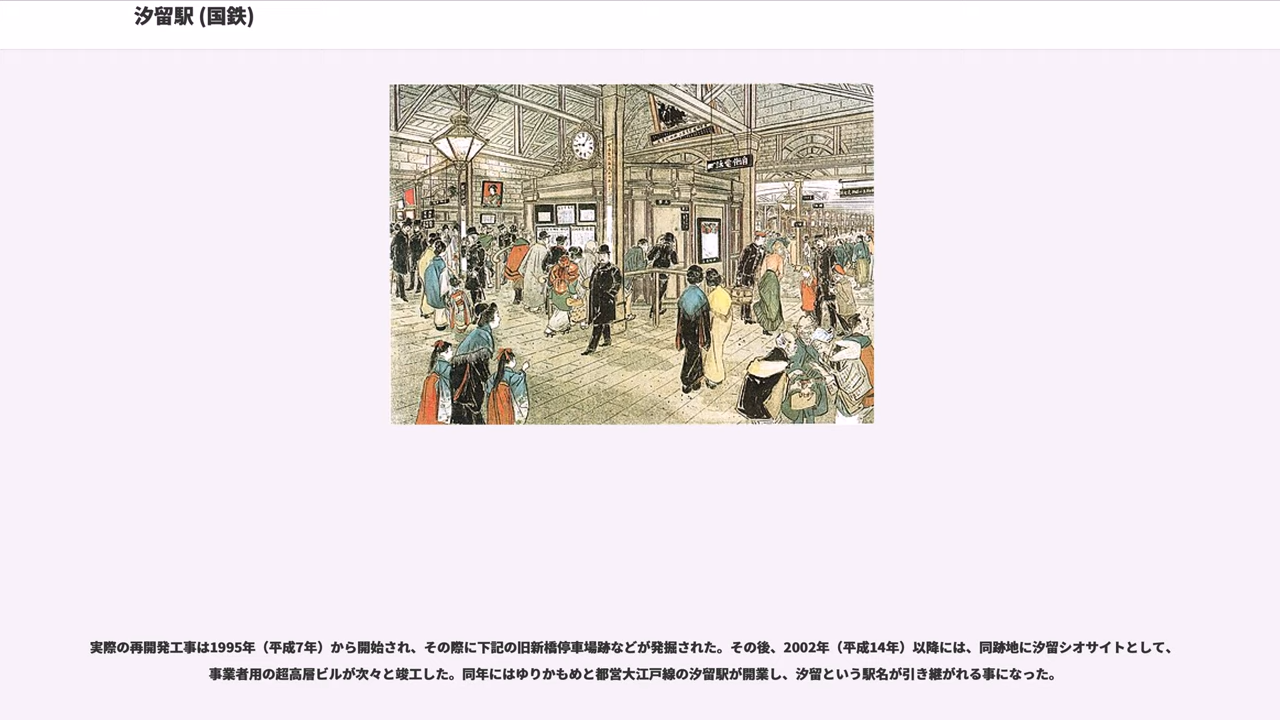 汐留駅 (国鉄)
実際の再開発工事は1995年（平成7年）から開始され、その際に下記の旧新橋停車場跡などが発掘された。その後、2002年（平成14年）以降には、同跡地に汐留シオサイトとして、
事業者用の超高層ビルが次々と竣工した。同年にはゆりかもめと都営大江戸線の汐留駅が開業し、汐留という駅名が引き継がれる事になった。